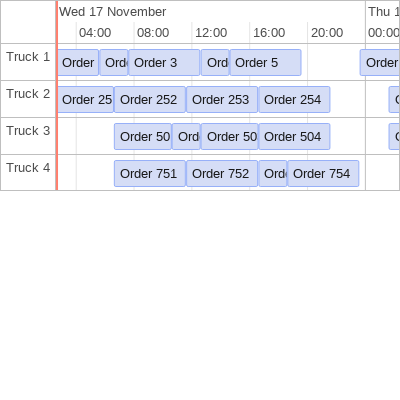 Wed 17 November Thu 1
04:00 08:00 12:00 16:00 20:00 00:00
Truck 1 Order Orde Order 3 Ord Order 5 Order
Truck 2 Order 25 Order 252 Order 253 Order 254
Truck 3 Order 50 Ord Order 50 Order 504
Truck 4 Order 751 Order 752 Orde Order 754